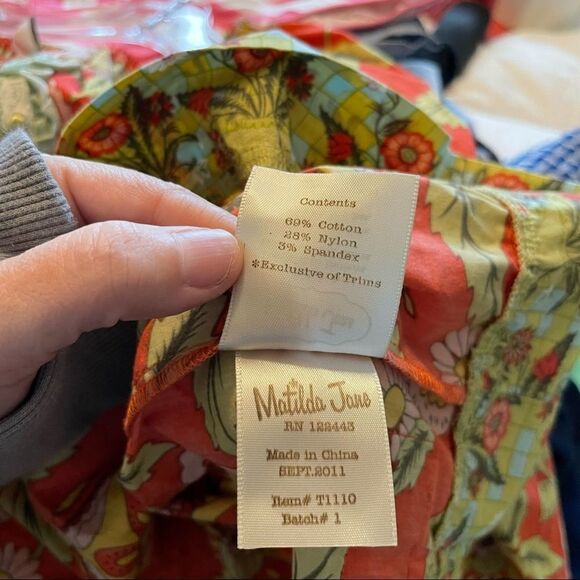 Contents
69% Cotton
28% Nylon
3% Spandex
*Exclusive of Trims
Matilda Jane
RN 122443
Made in China
SEPT.2011
Item# T1110
Batch# 1